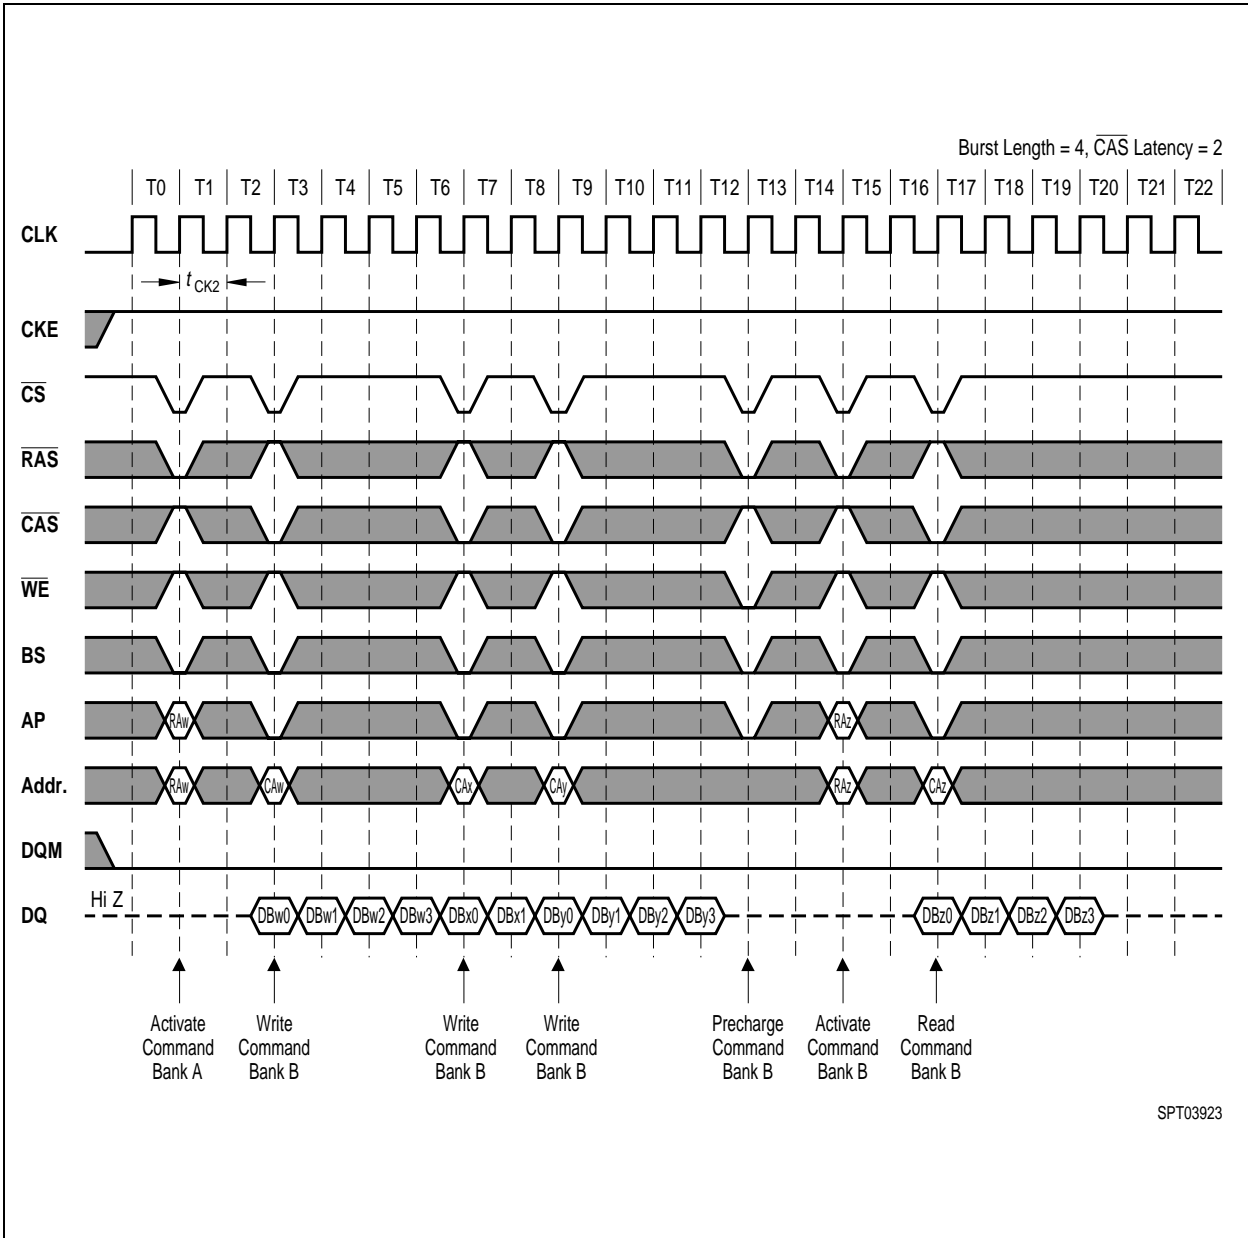 Burst Length = 4, CAS Latency = 2
T0 T1 T2 T3 T4 T5 T6 T7 T8 T9 T10 T11 T12 T13 T14 T15 T16 T17 T18 T19 T20 T21 T22
CLK
t CK2
CKE
CS
RAS
CAS
WE
BS
AP RAw RAz
Addr. RAw CAw CAx CAy RAz CAz
DQM
DQ Hi Z DBw0 DBw1 DBw2 DBw3 DBx0 DBx1 DBy0 DBy1 DBy2 DBy3 DBz0 DBz1 DBz2 DBz3
Activate Write Write Write Precharge Activate Read
Command Command Command Command Command Command Command
Bank A Bank B Bank B Bank B Bank B Bank B Bank B
SPT03923